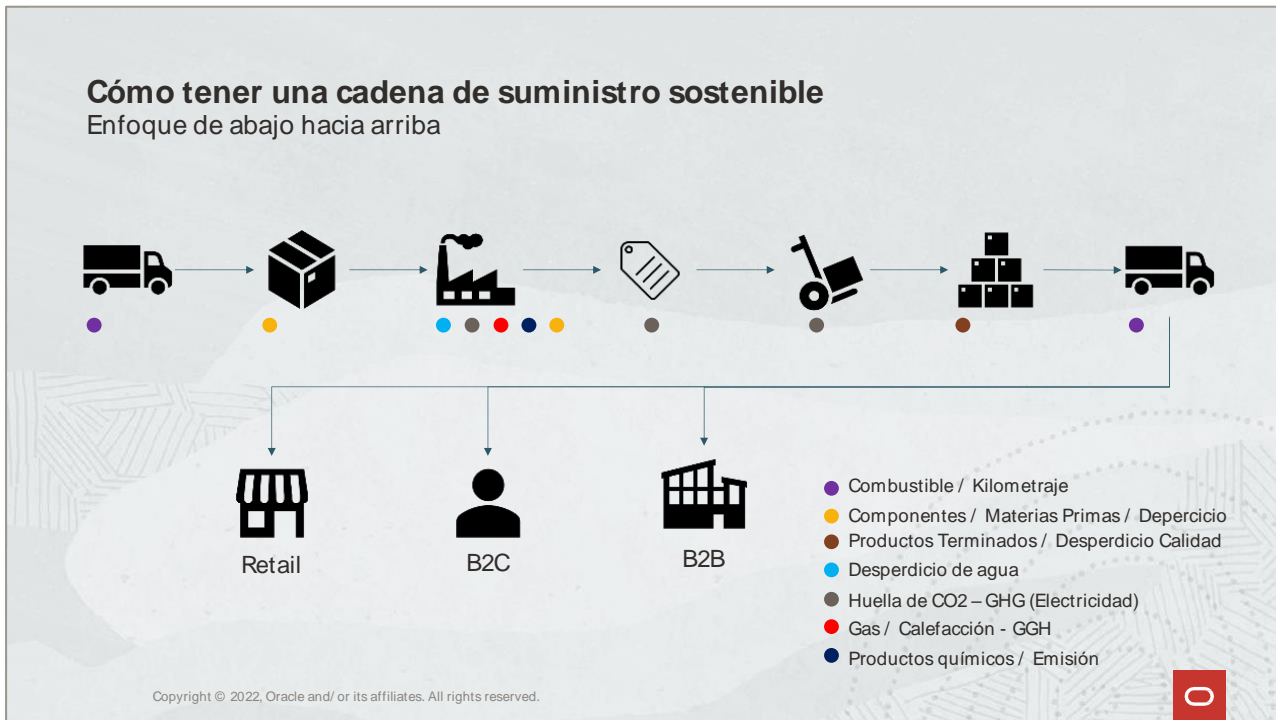 Cómo tener una cadena de suministro sostenible
Enfoque de abajo hacia arriba
Retail
B2C
B2B
Combustible / Kilometraje
Componentes / Materias Primas / Depercicio
Productos Terminados / Desperdicio Calidad
Desperdicio de agua
Huella de CO2 – GHG (Electricidad)
Gas / Calefacción - GGH
Productos químicos / Emisión
Copyright © 2022, Oracle and/ or its affiliates. All rights reserved.